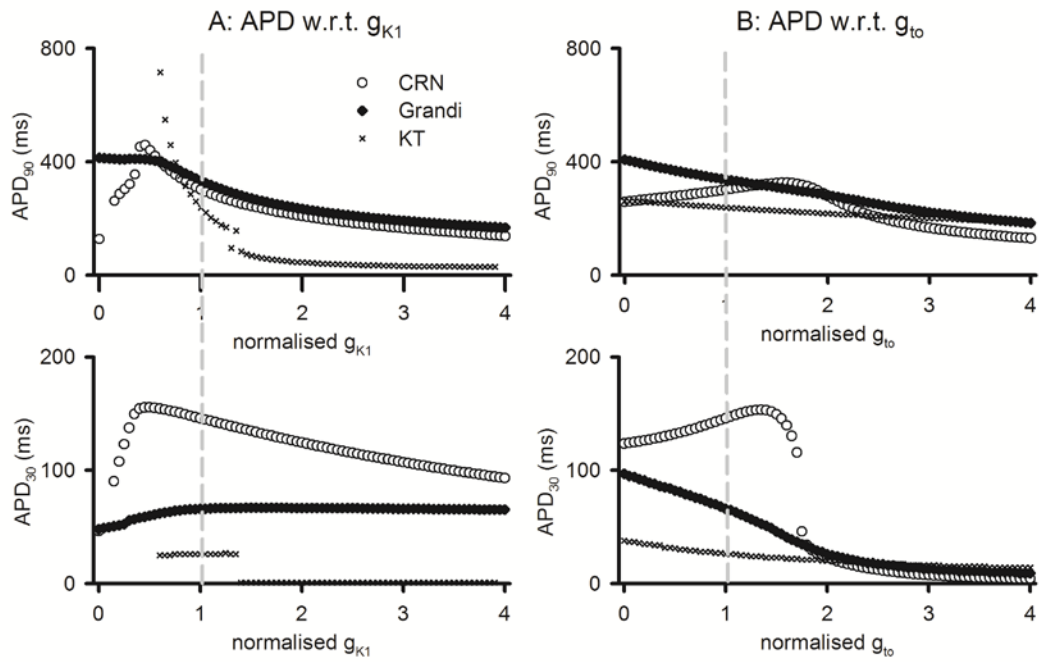 A: APD w.r.t. gK1
B: APD w.r.t. gto
800
400
0
APD90 (ms)
CRN
Grandi
KT
0 1 2 3 4
normalised gK1
800
400
0
APD90 (ms)
0 1 2 3 4
normalised gto
200
100
0
APD30 (ms)
0 1 2 3 4
normalised gK1
200
100
0
APD30 (ms)
0 1 2 3 4
normalised gto